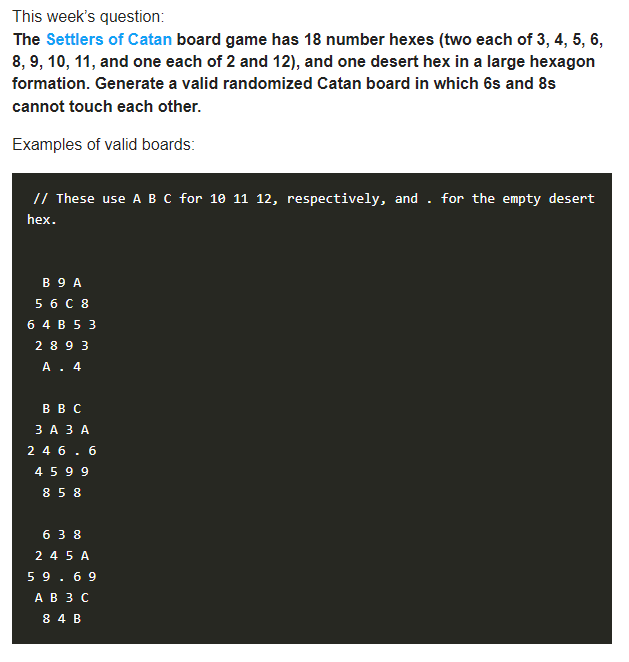 This week's question:
The Settlers of Catan board game has 18 number hexes (two each of 3, 4, 5, 6,
8, 9, 10, 11, and one each of 2 and 12), and one desert hex in a large hexagon
formation. Generate a valid randomized Catan board in which 6s and 8s
cannot touch each other.
Examples of valid boards:
// These use A B C for 10 11 12, respectively, and . for the empty desert
hex.
B 9 A
5 6 C 8
6 4 B 5 3
2 8 9 3
A . 4
B B C
3 A 3 A
2 4 6 . 6
4 5 9 9
8 5 8
6 3 8
2 4 5 A
5 9 . 6 9
A B 3 C
8 4 B